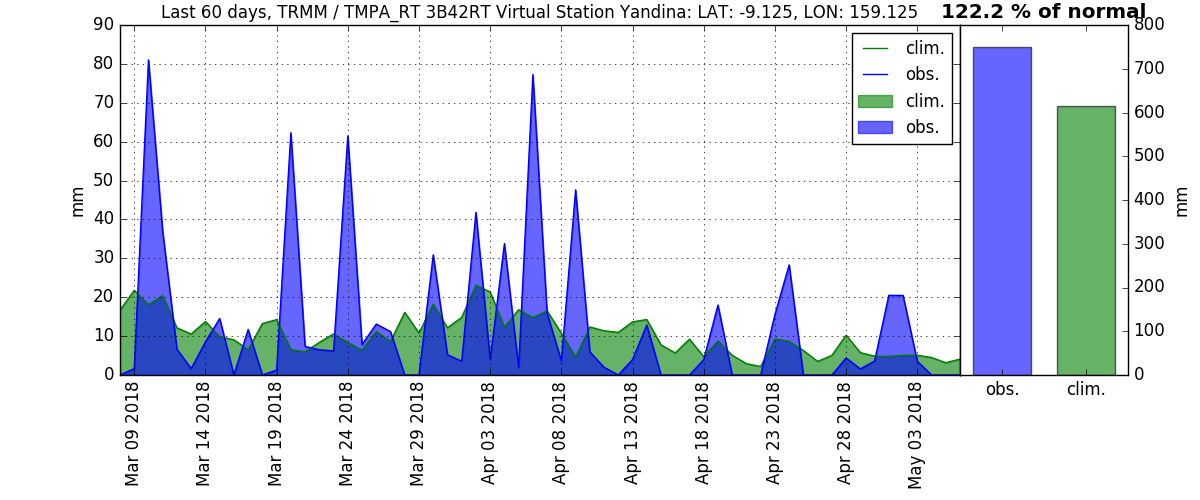 Last 60 days, TRMM / TMPA_RT 3B42RT Virtual Station Yandina: LAT: -9.125, LON: 159.125
122.2 % of normal
90
80
70
60
50
40
30
20
10
0
mm
clim.
obs.
clim.
obs.
800
700
600
500
400
300
200
100
0
mm
Mar 09 2018
Mar 14 2018
Mar 19 2018
Mar 24 2018
Mar 29 2018
Apr 03 2018
Apr 08 2018
Apr 13 2018
Apr 18 2018
Apr 23 2018
Apr 28 2018
May 03 2018
obs.
clim.